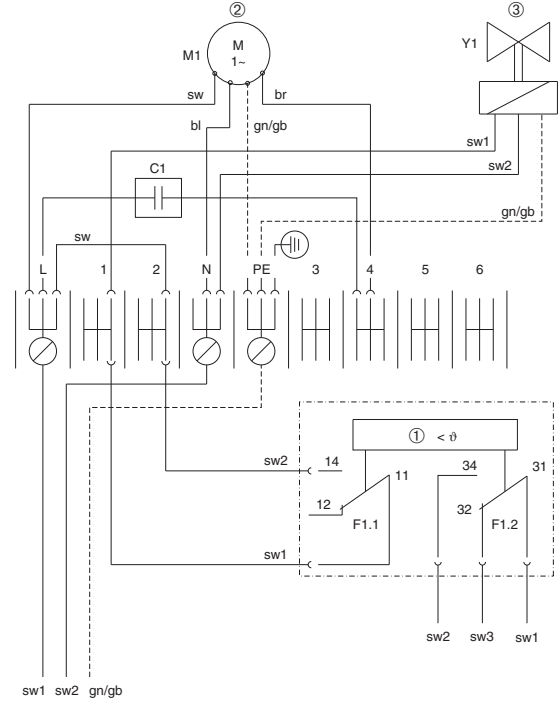 ② ③
M1 M 1~ Y1
sw br
bl gn/gb
sw1
C1 sw2
gn/gb
sw
L 1 2 N PE 3 4 5 6
① < ϑ
sw2 14 11 34 31
12 32
F1.1 F1.2
sw1
sw2 sw3 sw1
sw1 sw2 gn/gb